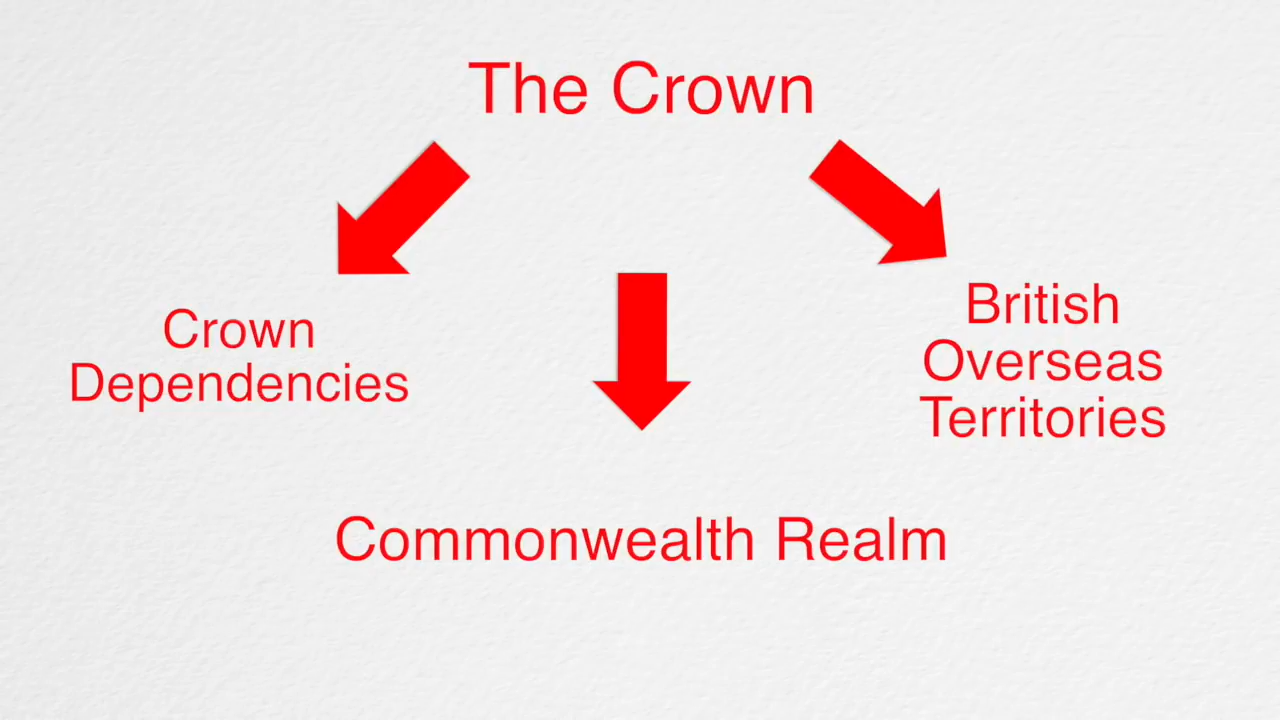 The Crown
Crown
Dependencies
British
Overseas
Territories
Commonwealth Realm